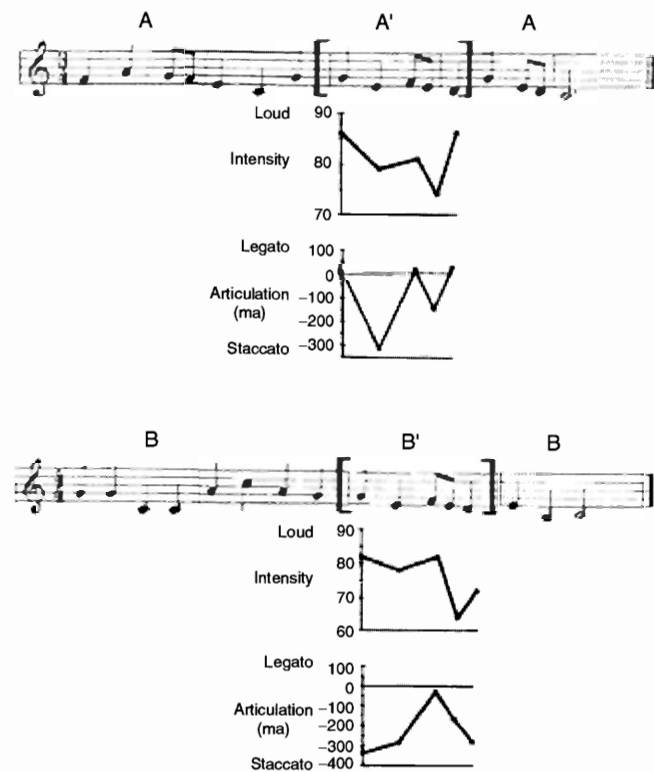 A A' A
Loud 90
Intensity 80
70
Legato 100
0
Articulation −100
(ma) −200
Staccato −300
B B' B
Loud 90
80
Intensity
70
60
Legato 100
0
Articulation −100
(ma) −200
−300
Staccato −400